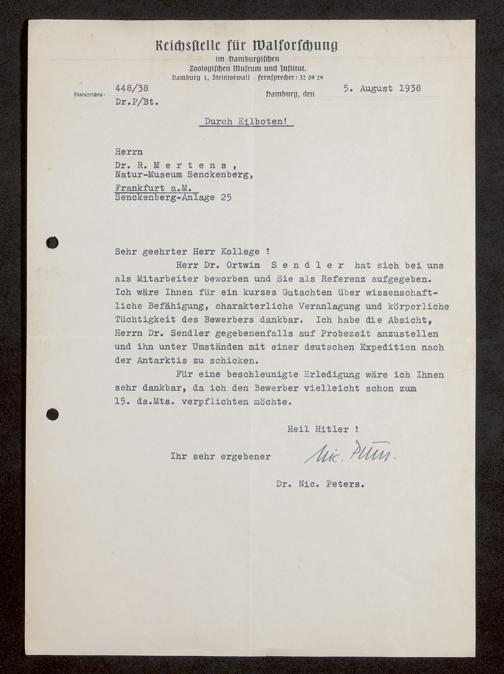 Reichsstelle für Walforschung
im Hamburgischen
Zoologischen Museum und Institut.
Hamburg 1, Steintorwall · Fernsprecher: 32 09 29
448/38
Hamburg, den 5. August 1938
Dr.P/Bt.
Durch Eilboten!
Herrn
Dr. R. M e r t e n s ,
Natur-Museum Senckenberg,
Frankfurt a.M.
Senckenberg-Anlage 25
Sehr geehrter Herr Kollege !
Herr Dr. Ortwin S e n d l e r hat sich bei uns
als Mitarbeiter beworben und Sie als Referenz aufgegeben.
Ich wäre Ihnen für ein kurzes Gutachten über wissenschaft-
liche Befähigung, charakterliche Veranlagung und körperliche
Tüchtigkeit des Bewerbers dankbar. Ich habe die Absicht,
Herrn Dr. Sendler gegebenenfalls auf Probezeit anzustellen
und ihn unter Umständen mit einer deutschen Expedition nach
der Antarktis zu schicken.
Für eine beschleunigte Erledigung wäre ich Ihnen
sehr dankbar, da ich den Bewerber vielleicht schon zum
15. ds.Mts. verpflichten möchte.
Heil Hitler !
Ihr sehr ergebener Nic. Peters.
Dr. Nic. Peters.